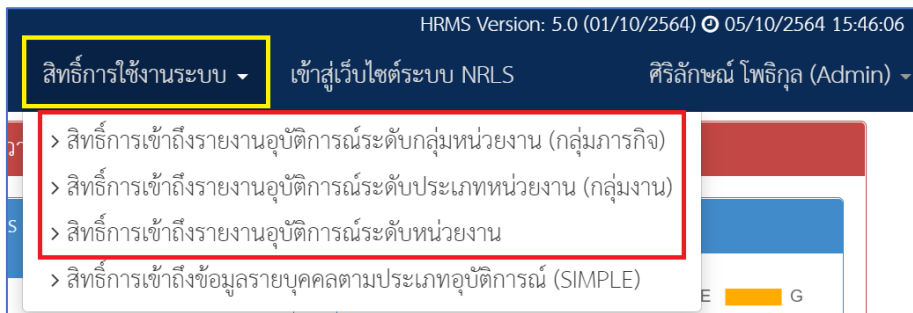 HRMS Version: 5.0 (01/10/2564) 05/10/2564 15:46:06
สิทธิ์การใช้งานระบบ เข้าสู่เว็บไซต์ระบบ NRLS ศิริลักษณ์ โพธิกุล (Admin)
> สิทธิ์การเข้าถึงรายงานอุบัติการณ์ระดับกลุ่มหน่วยงาน (กลุ่มภารกิจ)
> สิทธิ์การเข้าถึงรายงานอุบัติการณ์ระดับประเภทหน่วยงาน (กลุ่มงาน)
> สิทธิ์การเข้าถึงรายงานอุบัติการณ์ระดับหน่วยงาน
> สิทธิ์การเข้าถึงข้อมูลรายบุคคลตามประเภทอุบัติการณ์ (SIMPLE)
E G